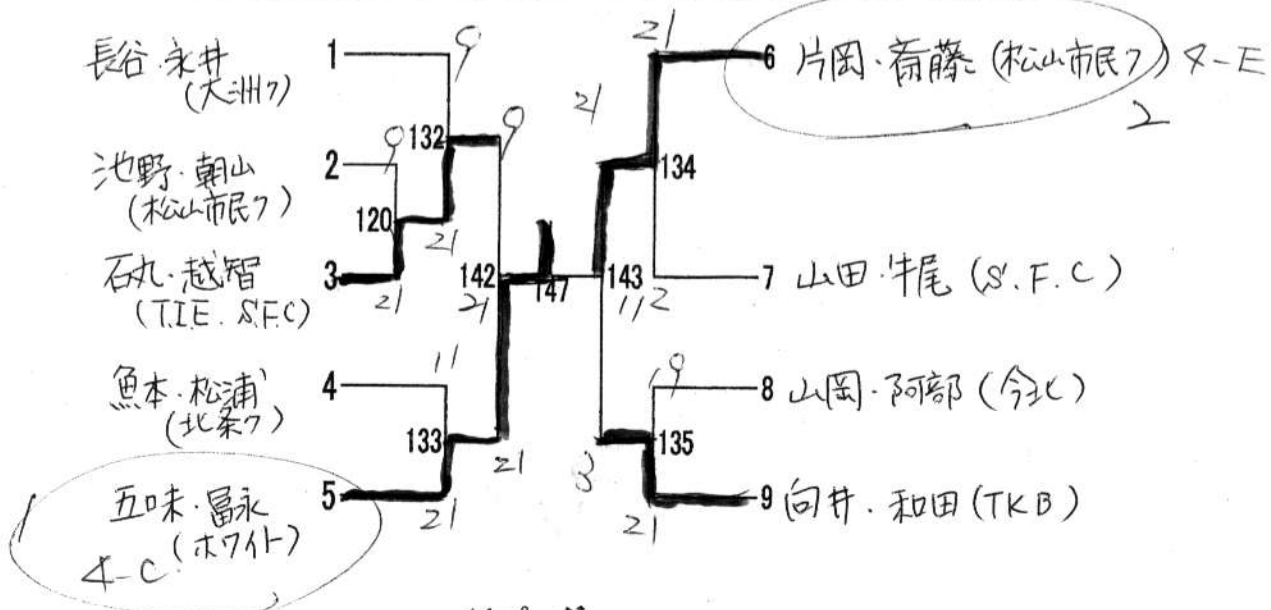 長谷・永井 1 9
(大洲ク)
132 9
池野・朝山 2 9
(松山市民ク)
120
21
石丸・越智 3 21
(T.I.E. S.F.C)
142
21
魚本・松浦 4 11
(北条ク)
133
21
1 五味・冨永 5 21
(ホワイト)
4-C
147
21
6 片岡・斎藤 (松山市民ク) 4-E
2
21
134
143
11 2
7 山田・牛尾 (S.F.C)
19
8 山岡・阿部 (今北)
135
21
9 向井・和田 (TKB)